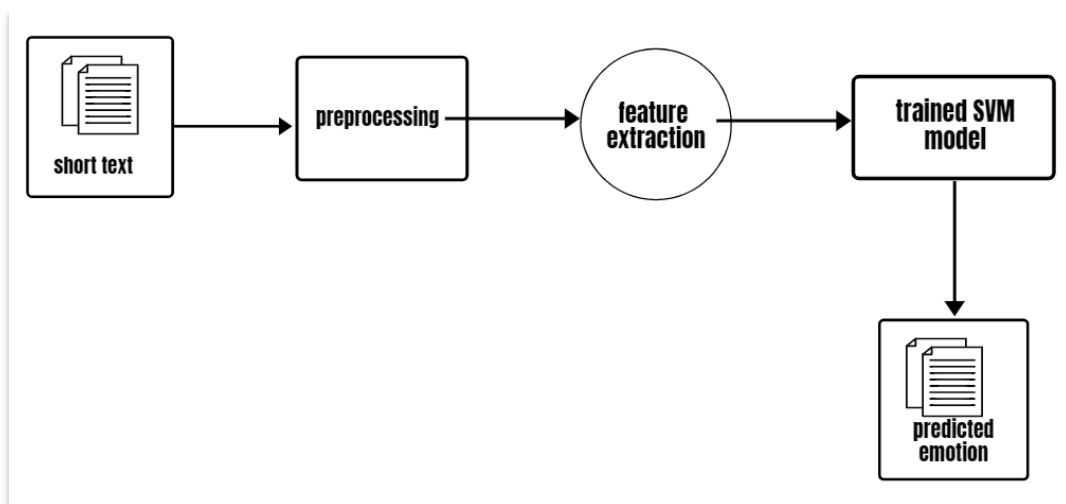 short text
preprocessing
feature
extraction
trained SVM
model
predicted
emotion